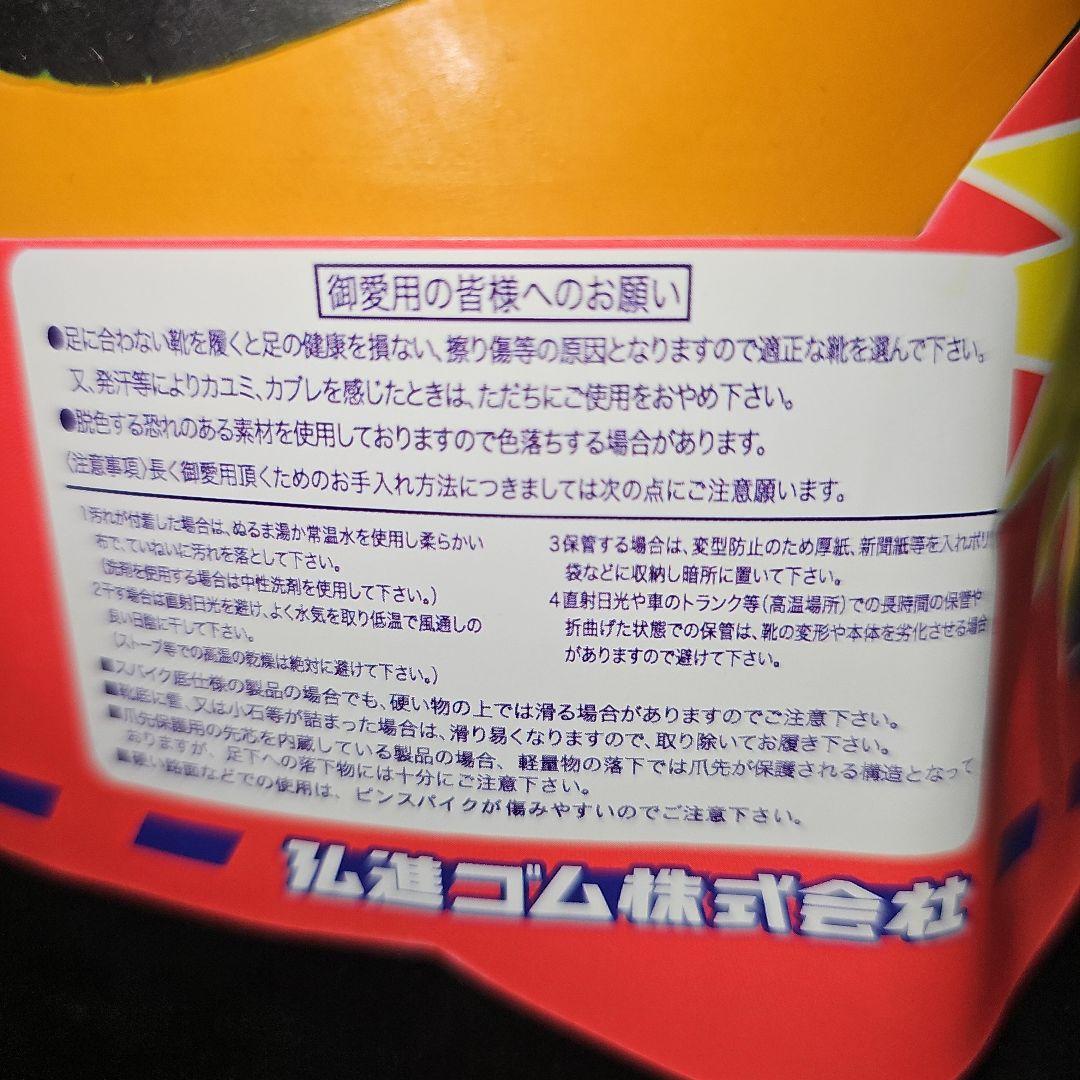 御愛用の皆様へのお願い
●足に合わない靴を履くと足の健康を損ない、擦り傷等の原因となりますので適正な靴を選んで下さい。
又、発汗等によりカユミ、カブレを感じたときは、ただちにご使用をおやめ下さい。
●脱色する恐れのある素材を使用しておりますので色落ちする場合があります。
〈注意事項〉長く御愛用頂くためのお手入れ方法につきましては次の点にご注意願います。
1汚れが付着した場合は、ぬるま湯か常温水を使用し柔らかい
布で、ていねいに汚れを落として下さい。
(洗剤を使用する場合は中性洗剤を使用して下さい。)
2干す場合は直射日光を避け、よく水気を取り低温で風通しの
良い日陰に干して下さい。
(ストーブ等での高温の乾燥は絶対に避けて下さい。)
3保管する場合は、変型防止のため厚紙、新聞紙等を入れポリ
袋などに収納し暗所に置いて下さい。
4直射日光や車のトランク等(高温場所)での長時間の保管や
折曲げた状態での保管は、靴の変形や本体を劣化させる場合
がありますので避けて下さい。
■スパイク底仕様の製品の場合でも、硬い物の上では滑る場合がありますのでご注意下さい。
■靴底に雪、又は小石等が詰まった場合は、滑り易くなりますので、取り除いてお履き下さい。
■爪先保護用の先芯を内蔵している製品の場合、軽量物の落下では爪先が保護される構造となって
おりますが、足下への落下物には十分にご注意下さい。
■硬い路面などでの使用は、ピンスパイクが傷みやすいのでご注意下さい。
弘進ゴム株式会社